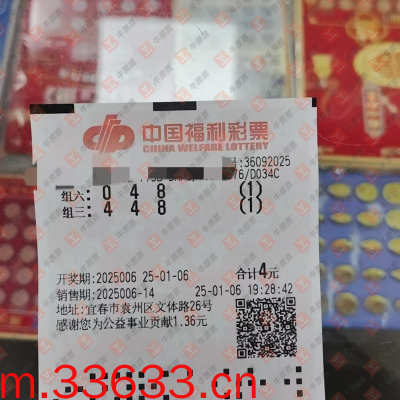 中国福利彩票
CHINA WELFARE LOTTERY
:36092025
76/D034C
组六: 0 4 8 (1)
组三: 4 4 8 (1)
开奖期:2025006 25-01-06 合计4元
销售期:2025006-14 25-01-06 19:28:42
地址:宜春市袁州区文体路26号
感谢您为公益事业贡献1.36元
m.33633.cn